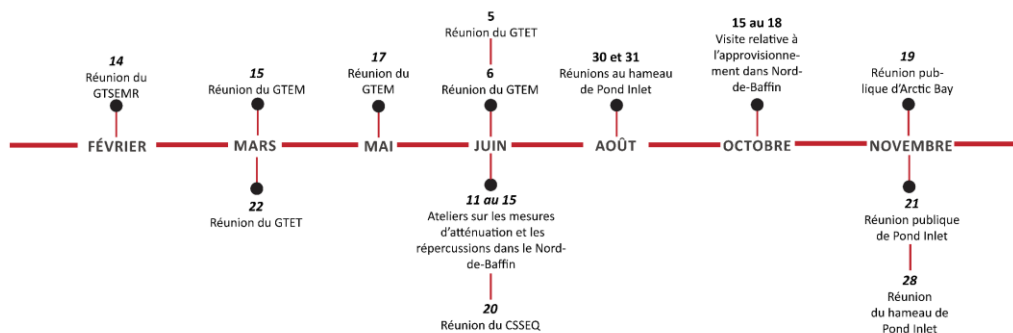 14
Réunion du
GTSEMR
15
Réunion du GTEM
17
Réunion du
GTEM
5
Réunion du GTET
6
Réunion du GTEM
30 et 31
Réunions au hameau
de Pond Inlet
15 au 18
Visite relative à
l'approvisionne-
ment dans Nord-
de-Baffin
19
Réunion pub-
lique d'Arctic Bay
FÉVRIER
MARS
MAI
JUIN
AOÛT
OCTOBRE
NOVEMBRE
22
Réunion du GTET
11 au 15
Ateliers sur les mesures
d'atténuation et les
répercussions dans le Nord-
de-Baffin
20
Réunion du CSSEQ
21
Réunion publique
de Pond Inlet
28
Réunion
du hameau de
Pond Inlet